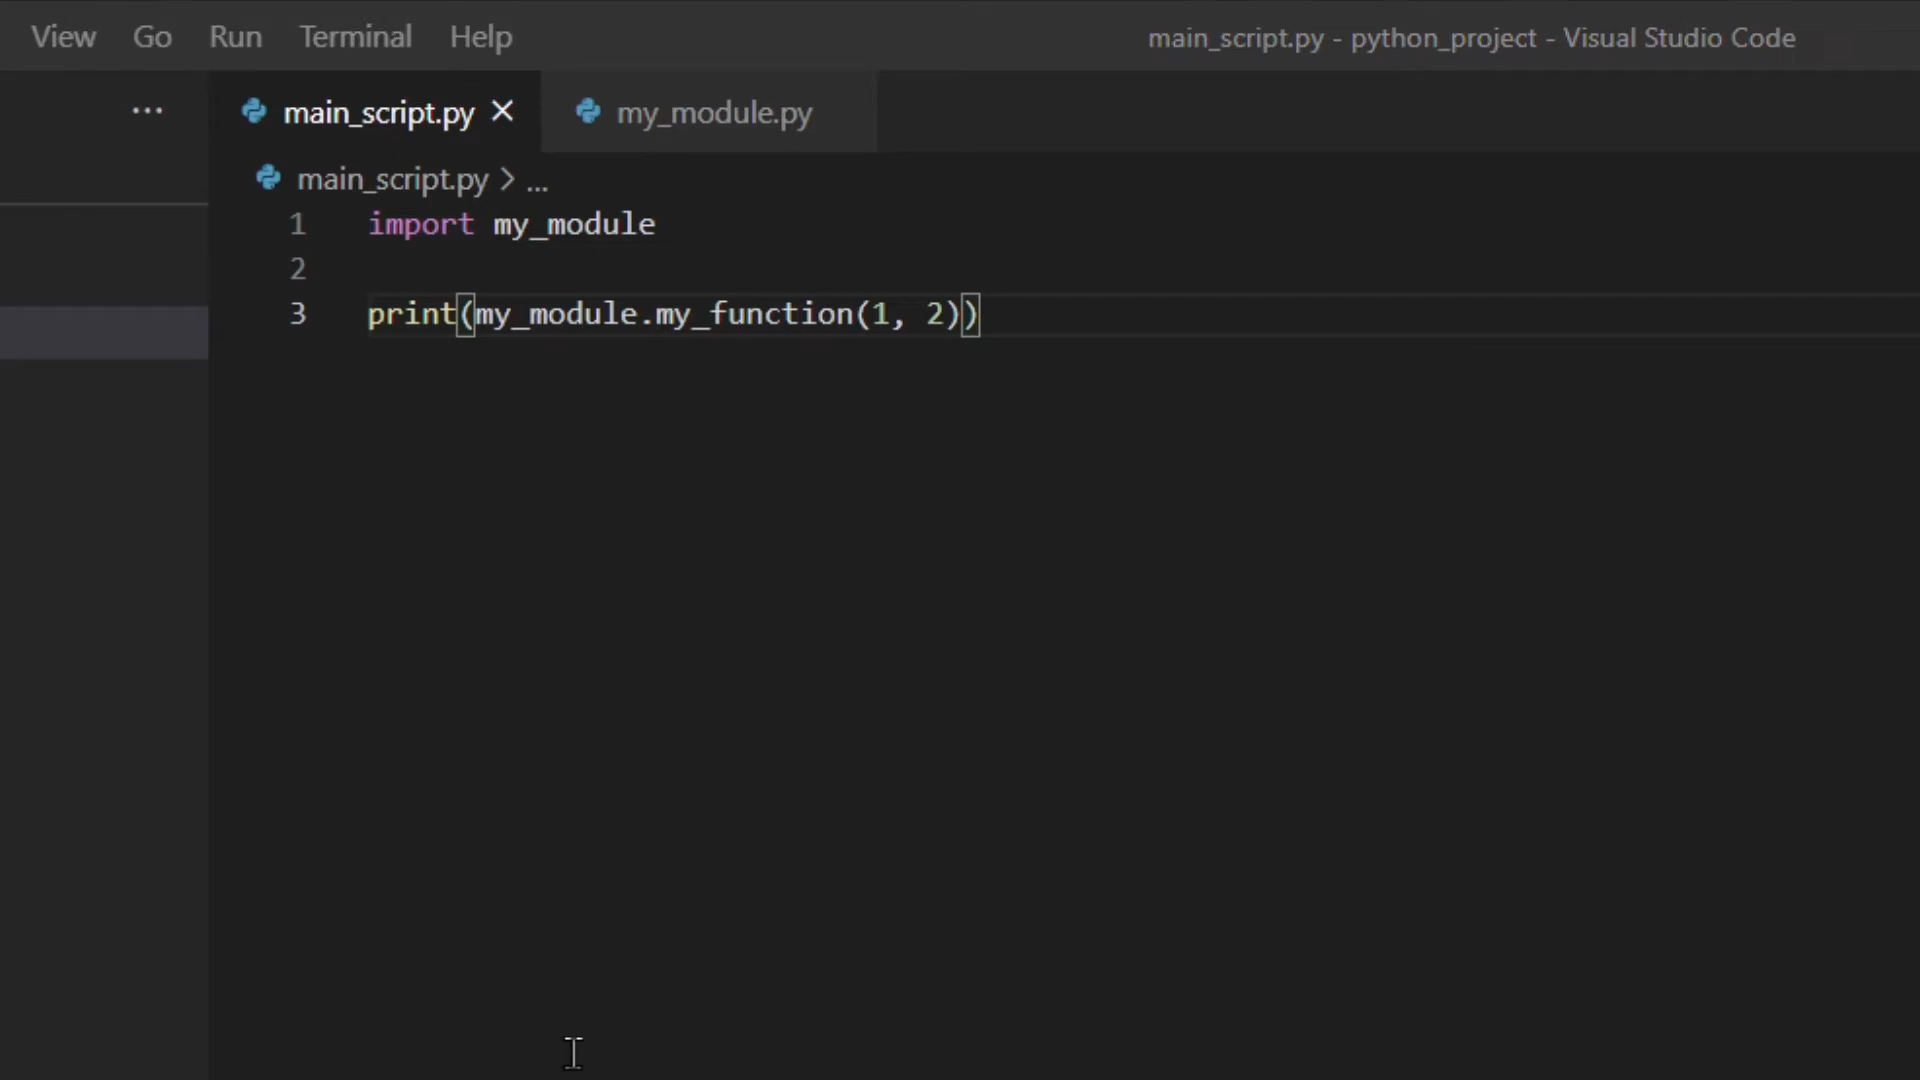 View Go Run Terminal Help main_script.py - python_project - Visual Studio Code
... main_script.py × my_module.py
main_script.py > ...
1 import my_module
2
3 print(my_module.my_function(1, 2))